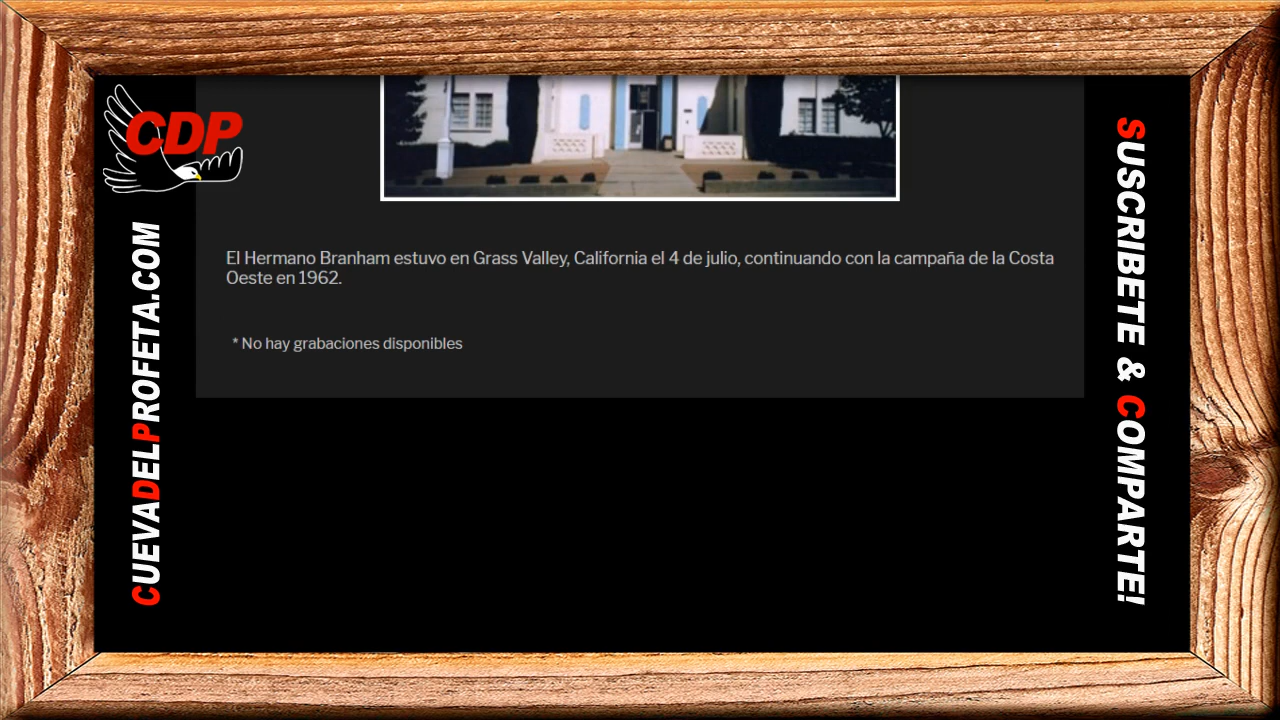 CDP
CUEVADELPROFETA.COM
El Hermano Branham estuvo en Grass Valley, California el 4 de julio, continuando con la campaña de la Costa
Oeste en 1962.
* No hay grabaciones disponibles
SUSCRIBETE & COMPARTE!